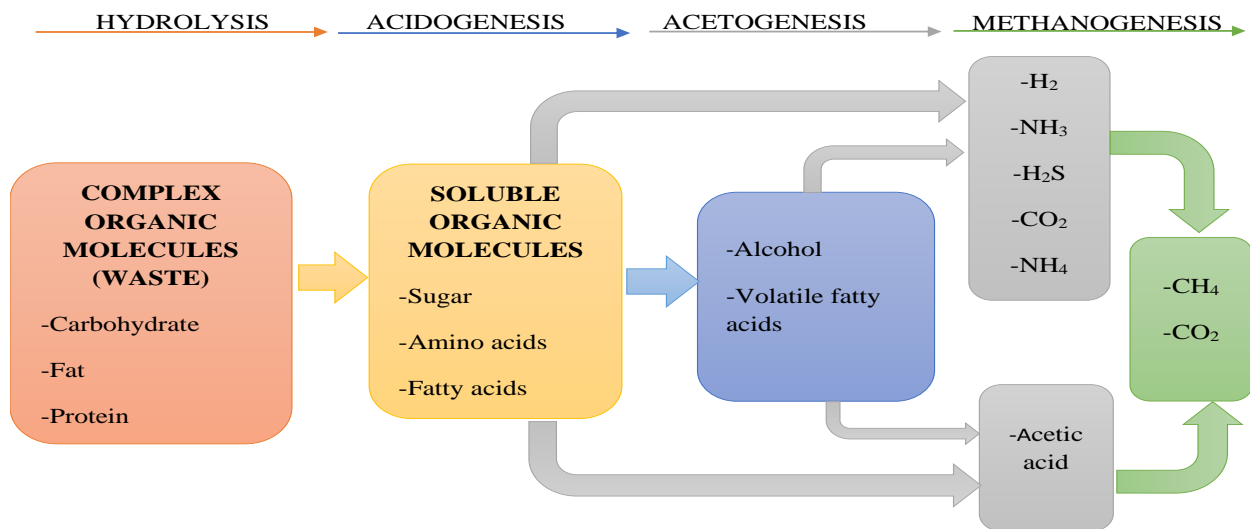 HYDROLYSIS
ACIDOGENESIS
ACETOGENESIS
METHANOGENESIS
COMPLEX
ORGANIC
MOLECULES
(WASTE)
-Carbohydrate
-Fat
-Protein
SOLUBLE
ORGANIC
MOLECULES
-Sugar
-Amino acids
-Fatty acids
-Alcohol
-Volatile fatty
acids
-H₂
-NH₃
-H₂S
-CO₂
-NH₄
-Acetic
acid
-CH₄
-CO₂